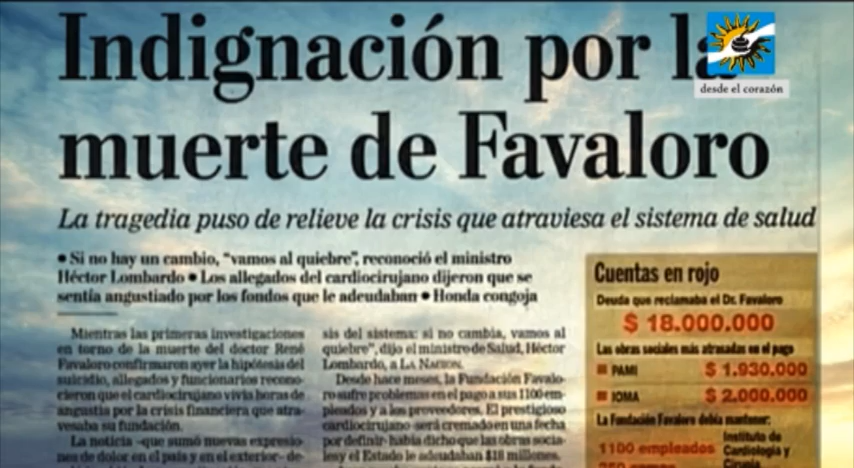 Indignación por la
muerte de Favaloro
desde el corazón
La tragedia puso de relieve la crisis que atraviesa el sistema de salud
● Si no hay un cambio, "vamos al quiebre", reconoció el ministro
Héctor Lombardo ● Los allegados del cardiocirujano dijeron que se
sentía angustiado por los fondos que le adeudaban ● Honda congoja
Mientras las primeras investigaciones
en torno de la muerte del doctor René
Favaloro confirmaron ayer la hipótesis del
suicidio, allegados y funcionarios recono-
cieron que el cardiocirujano vivía horas de
angustia por la crisis financiera que atra-
vesaba su fundación.
La noticia -que sumó nuevas expresio-
nes de dolor en el país y en el exterior- de-
sis del sistema: si no cambia, vamos al
quiebre", dijo el ministro de Salud, Héctor
Lombardo, a LA NACION.
Desde hace meses, la Fundación Favalo-
ro sufre problemas en el pago a sus 1100 em-
pleados y a los proveedores. El prestigioso
cardiocirujano -será cremado en una fecha
por definir- había dicho que las obras socia-
les y el Estado le adeudaban $18 millones.
Cuentas en rojo
Deuda que reclamaba el Dr. Favaloro
$ 18.000.000
Las obras sociales más atrasadas en el pago
PAMI $ 1.930.000
IOMA $ 2.000.000
La Fundación Favaloro debía mantener:
1100 empleados
Instituto de
Cardiología y